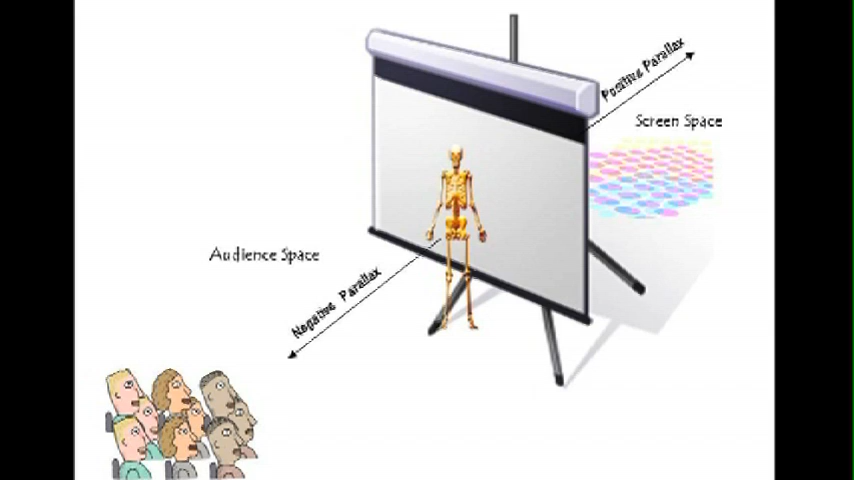 Positive Parallax
Screen Space
Audience Space
Negative Parallax